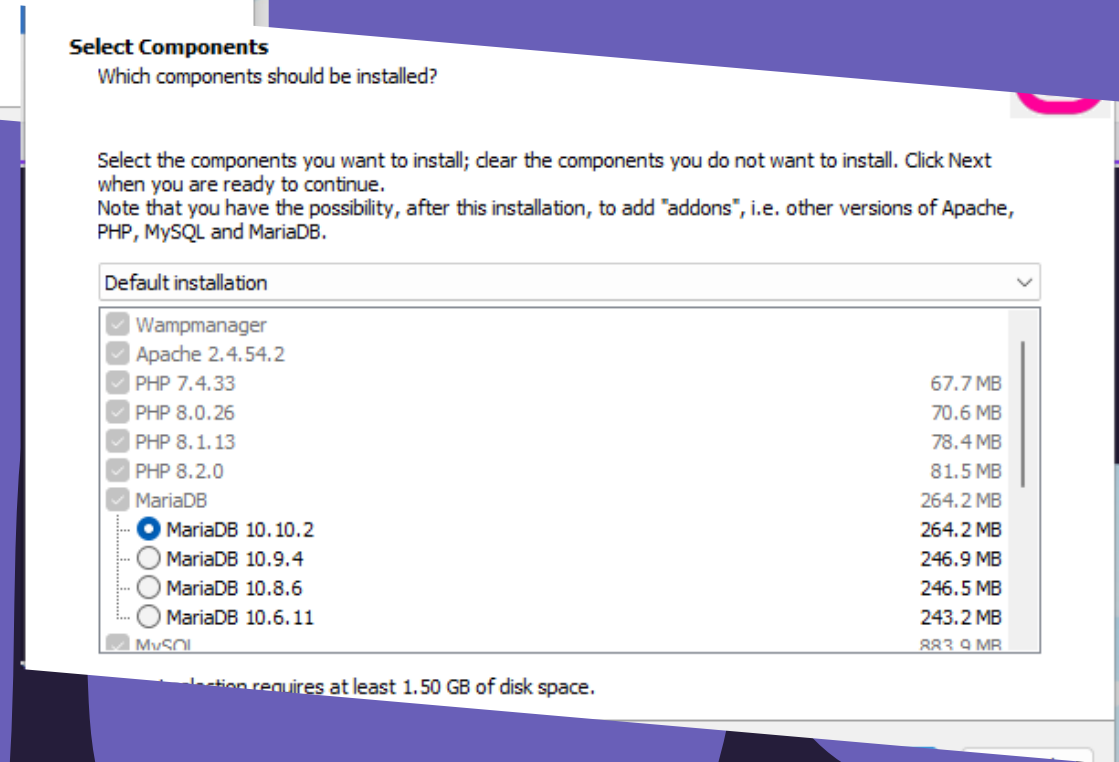 Select Components
Which components should be installed?
Select the components you want to install; clear the components you do not want to install. Click Next
when you are ready to continue.
Note that you have the possibility, after this installation, to add "addons", i.e. other versions of Apache,
PHP, MySQL and MariaDB.
Default installation
Wampmanager
Apache 2.4.54.2
PHP 7.4.33 67.7 MB
PHP 8.0.26 70.6 MB
PHP 8.1.13 78.4 MB
PHP 8.2.0 81.5 MB
MariaDB 264.2 MB
MariaDB 10.10.2 264.2 MB
MariaDB 10.9.4 246.9 MB
MariaDB 10.8.6 246.5 MB
MariaDB 10.6.11 243.2 MB
MySQL 883.9 MB
requires at least 1.50 GB of disk space.